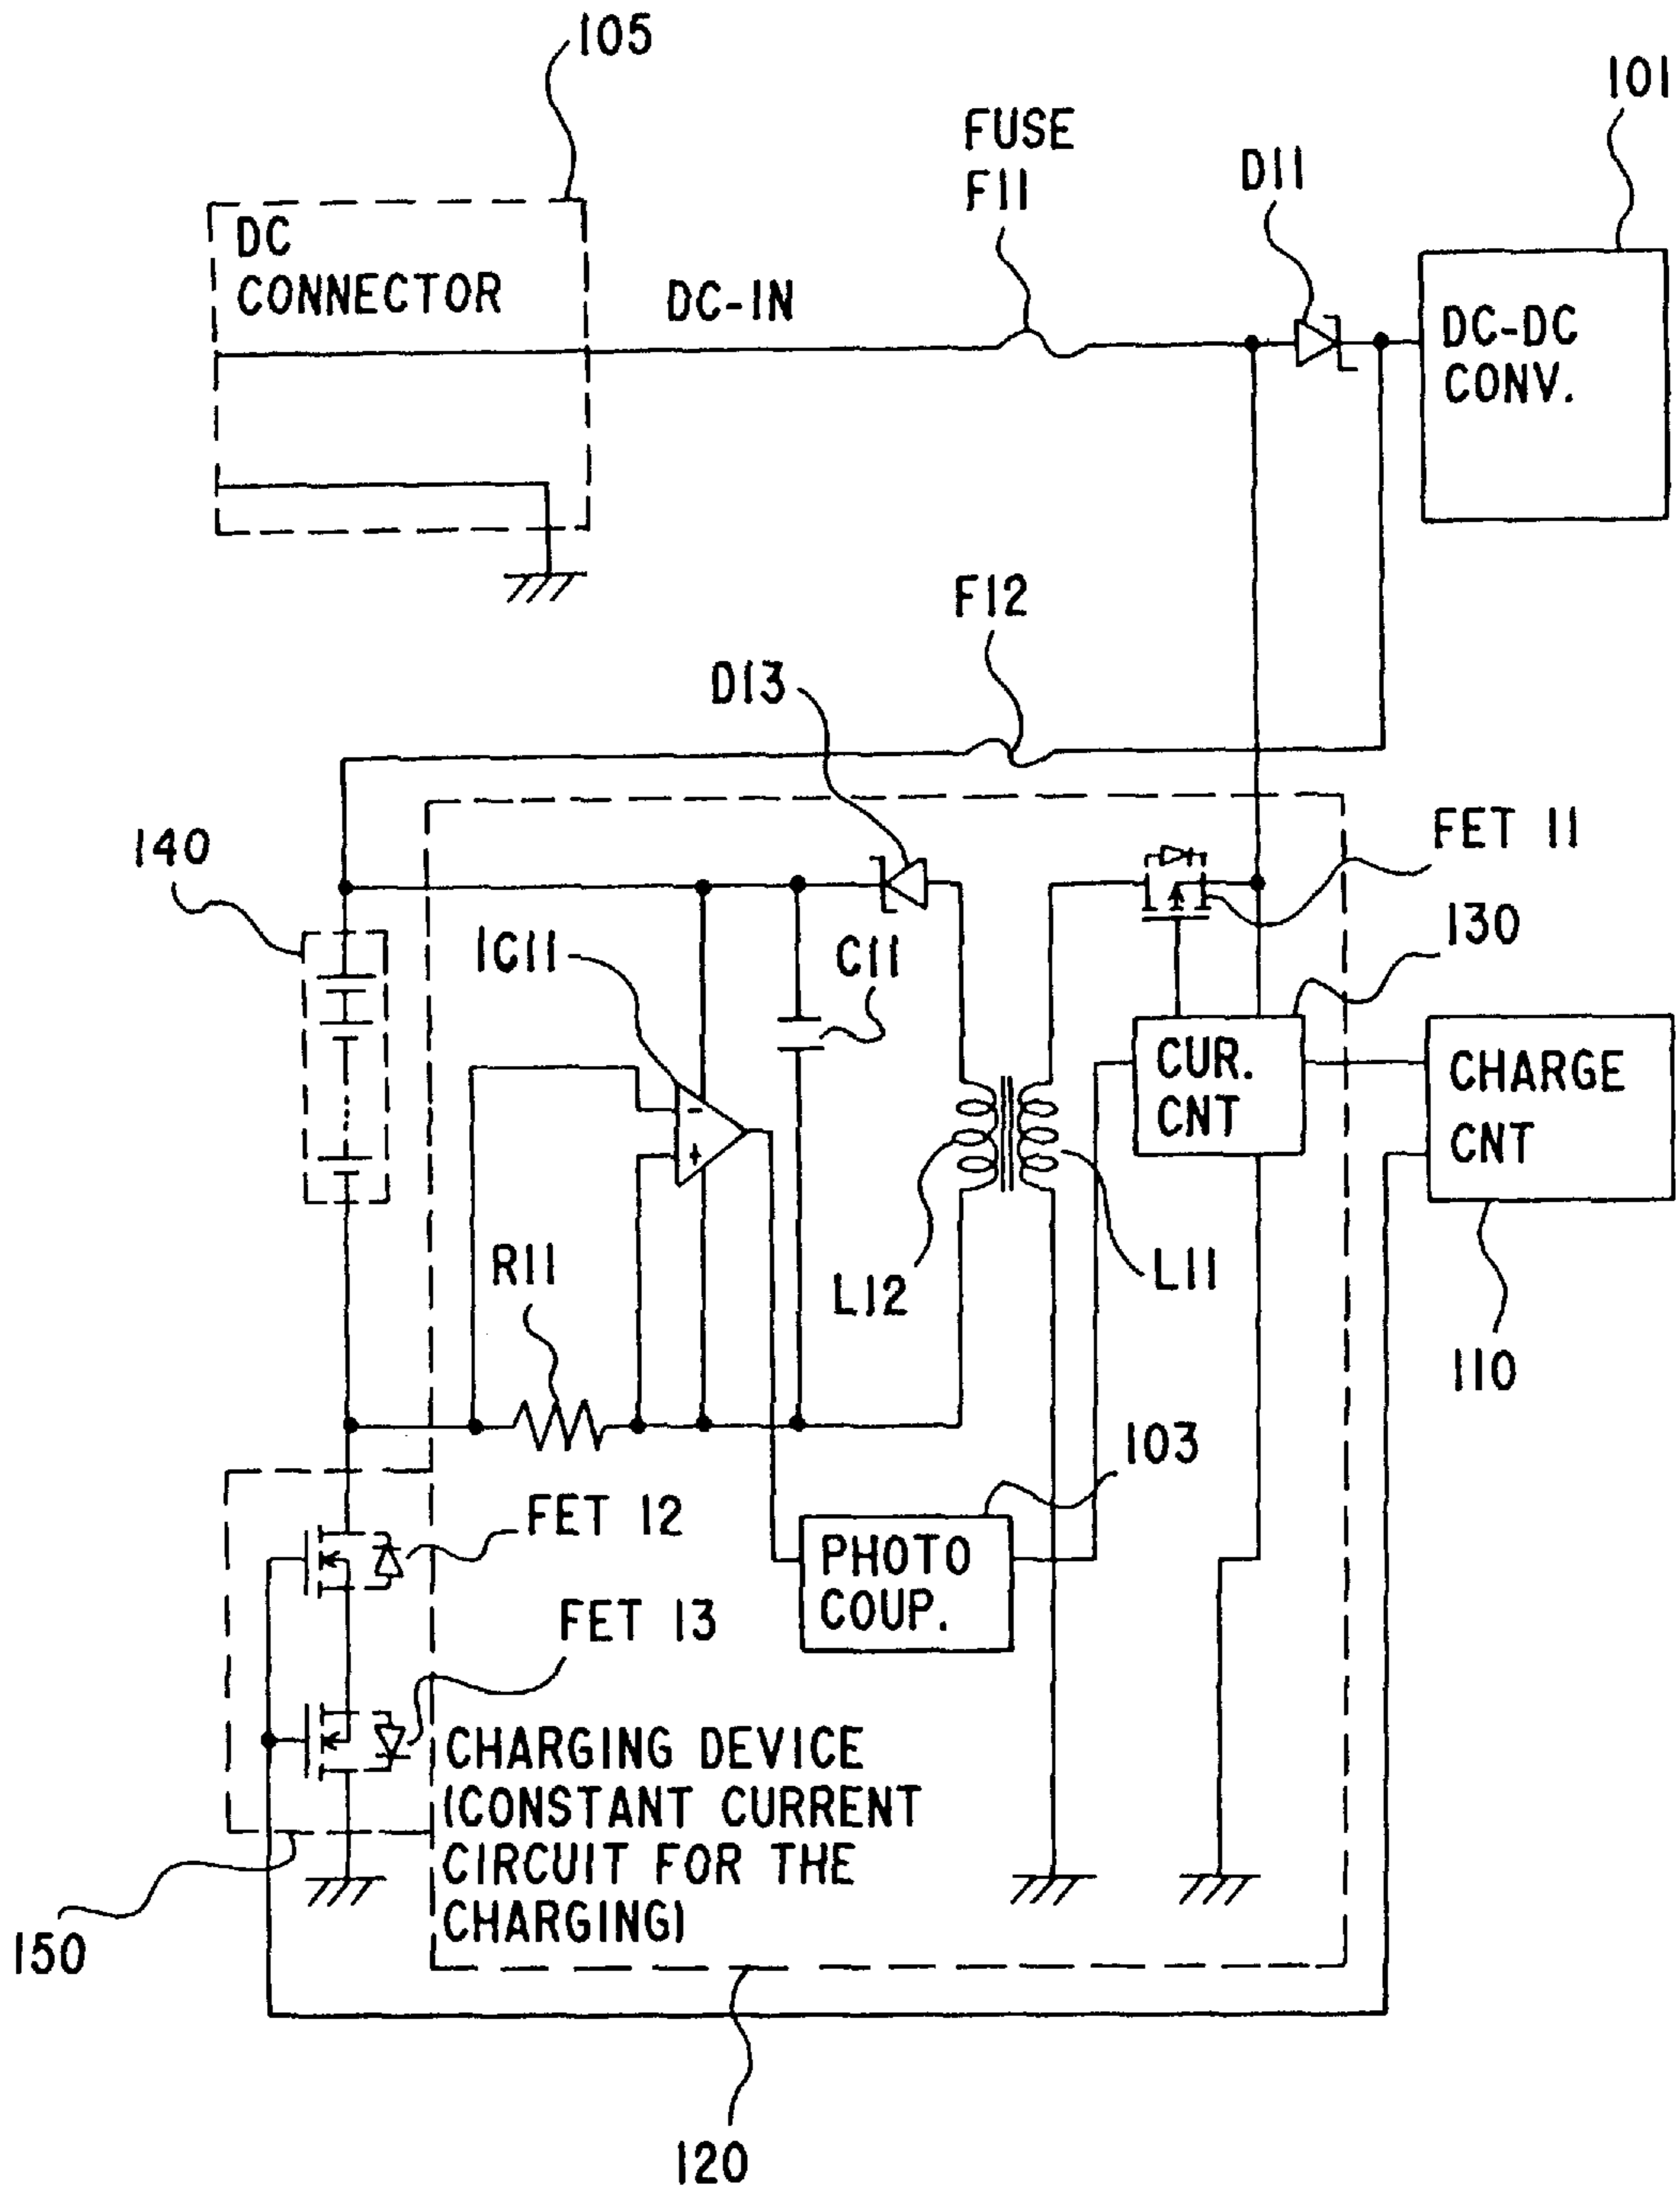 105
101
FUSE
F11
D11
DC
CONNECTOR
DC-IN
DC-DC
CONV.
F12
D13
140
FET 11
130
IC11
C11
CUR.
CNT
CHARGE
CNT
-
+
R11
L12
L11
110
103
FET 12
PHOTO
COUP.
FET 13
CHARGING DEVICE
(CONSTANT CURRENT
CIRCUIT FOR THE
CHARGING)
150
120